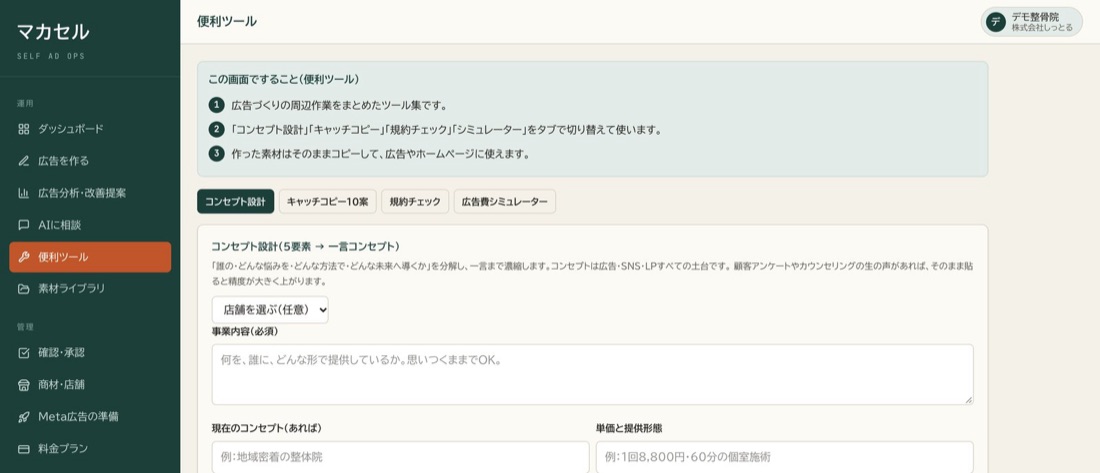 マカセル
SELF AD OPS
運用
ダッシュボード
広告を作る
広告分析・改善提案
AIに相談
便利ツール
素材ライブラリ
管理
確認・承認
商材・店舗
Meta広告の準備
料金プラン
便利ツール
デ
デモ整骨院
株式会社しっとる
この画面ですること(便利ツール)
1 広告づくりの周辺作業をまとめたツール集です。
2 「コンセプト設計」「キャッチコピー」「規約チェック」「シミュレーター」をタブで切り替えて使います。
3 作った素材はそのままコピーして、広告やホームページに使えます。
コンセプト設計 キャッチコピー10案 規約チェック 広告費シミュレーター
コンセプト設計(5要素 → 一言コンセプト)
「誰の・どんな悩みを・どんな方法で・どんな未来へ導くか」を分解し、一言まで濃縮します。コンセプトは広告・SNS・LPすべての土台です。 顧客アンケートやカウンセリングの生の声があれば、そのまま貼
ると精度が大きく上がります。
店舗を選ぶ(任意)
事業内容(必須)
何を、誰に、どんな形で提供しているか。思いつくままでOK。
現在のコンセプト(あれば) 単価と提供形態
例:地域密着の整体院 例:1回8,800円・60分の個室施術